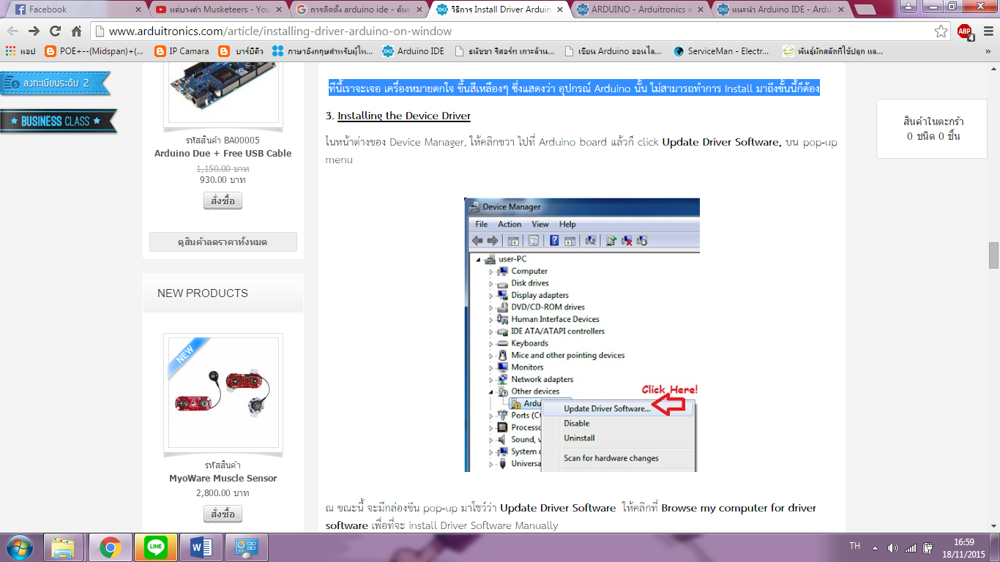 Facebook
แด่บางคำ Musketeers - You
การติดตั้ง arduino ide - ค้นห
วิธีการ Install Driver Arduin
ARDUINO - Arduitronics ค
แนะนำ Arduino IDE - Ardu
www.arduitronics.com/article/installing-driver-arduino-on-window
ABP
4
แอป
POE+--(Midspan)+(...
IP Camara
บาร์บีคิว
ภาษาอังกฤษสำหรับผู้ให...
Arduino IDE
ธนัชชา รีสอร์ท เกาะล้าน...
เขียน Arduino ออนไล...
ServiceMan - Electr...
พันธุ์ผักสลัดที่ใช้ปลูก แล...
»
ลงทะเบียนระดับ 2
BUSINESS CLASS
รหัสสินค้า BA00005
Arduino Due + Free USB Cable
1,150.00 บาท
930.00 บาท
สั่งซื้อ
ดูสินค้าลดราคาทั้งหมด
NEW PRODUCTS
NEW
รหัสสินค้า
MyoWare Muscle Sensor
2,800.00 บาท
สั่งซื้อ
ทีนี้เราจะเจอ เครื่องหมายตกใจ ขึ้นสีเหลืองๆ ซึ่งแสดงว่า อุปกรณ์ Arduino นั้น ไม่สามารถทำการ Install มาถึงขั้นนี้ก็ต้อง
3. Installing the Device Driver
ในหน้าต่างของ Device Manager, ให้คลิกขวา ไปที่ Arduino board แล้วก็ click Update Driver Software, บน pop-up
menu
Device Manager
File Action View Help
user-PC
Computer
Disk drives
Display adapters
DVD/CD-ROM drives
Human Interface Devices
IDE ATA/ATAPI controllers
Keyboards
Mice and other pointing devices
Monitors
Network adapters
Other devices
Ardu
Ports (C
Processo
Sound, v
System d
Universa
Click Here!
Update Driver Software...
Disable
Uninstall
Scan for hardware changes
ณ ขณะนี้ จะมีกล่องขึน pop-up มาโชว์ว่า Update Driver Software ให้คลิกที่ Browse my computer for driver
software เพื่อที่จะ install Driver Software Manually
สินค้าในตะกร้า
0 ชนิด 0 ชิ้น
LINE
W
TH
16:59
18/11/2015